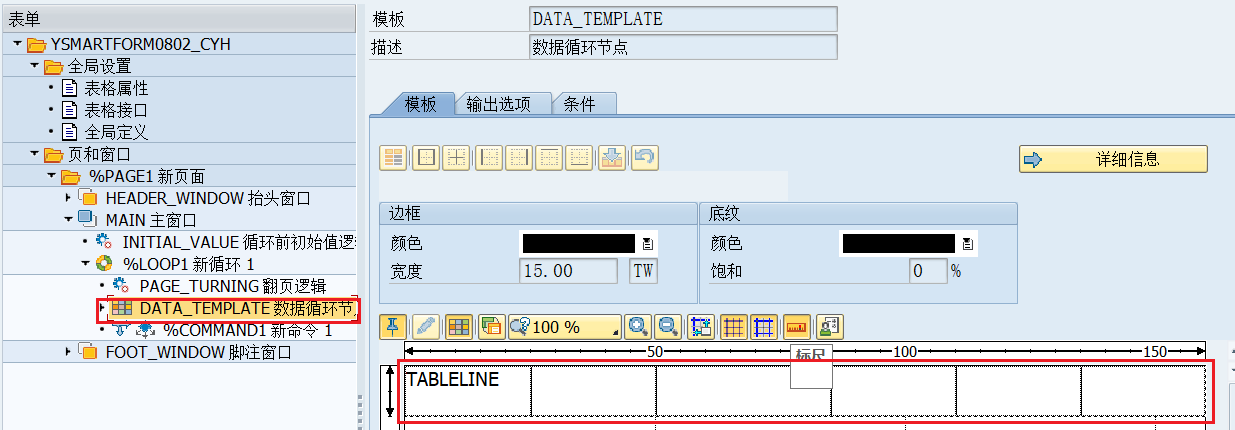 表单
YSMARTFORM0802_CYH
全局设置
表格属性
表格接口
全局定义
页和窗口
%PAGE1 新页面
HEADER_WINDOW 抬头窗口
MAIN 主窗口
INITIAL_VALUE 循环前初始值逻
%LOOP1 新循环 1
PAGE_TURNING 翻页逻辑
DATA_TEMPLATE 数据循环节
%COMMAND1 新命令 1
FOOT_WINDOW 脚注窗口
模板 DATA_TEMPLATE
描述 数据循环节点
模板 输出选项 条件
详细信息
边框 底纹
颜色 颜色
宽度 15.00 TW 饱和 0 %
100 %
50 100 150
标尺
TABLELINE